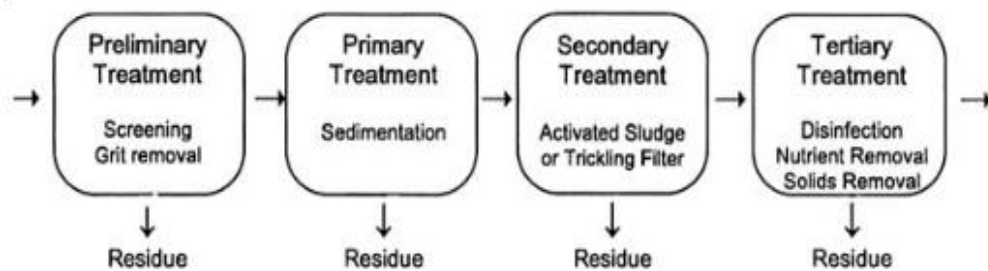 Preliminary
Treatment
Screening
Grit removal
Residue
Primary
Treatment
Sedimentation
Residue
Secondary
Treatment
Activated Sludge
or Trickling Filter
Residue
Tertiary
Treatment
Disinfection
Nutrient Removal
Solids Removal
Residue